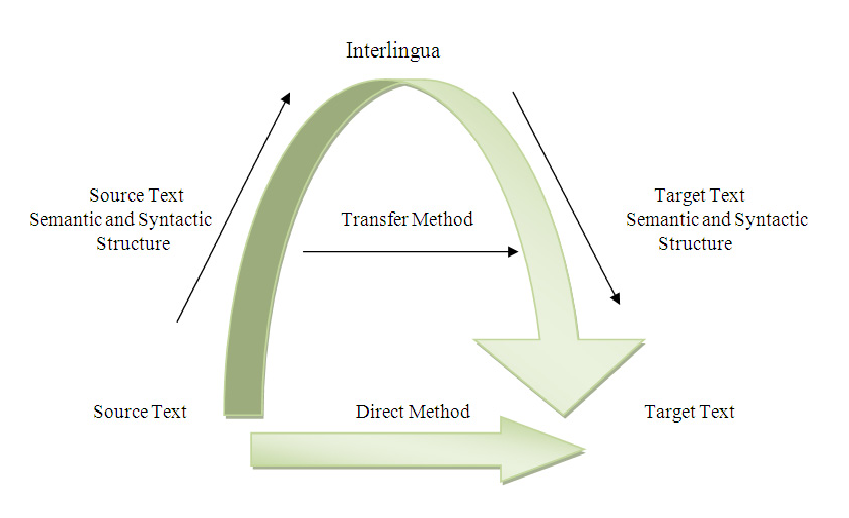 Interlingua
Source Text
Semantic and Syntactic
Structure
Transfer Method
Target Text
Semantic and Syntactic
Structure
Source Text
Direct Method
Target Text